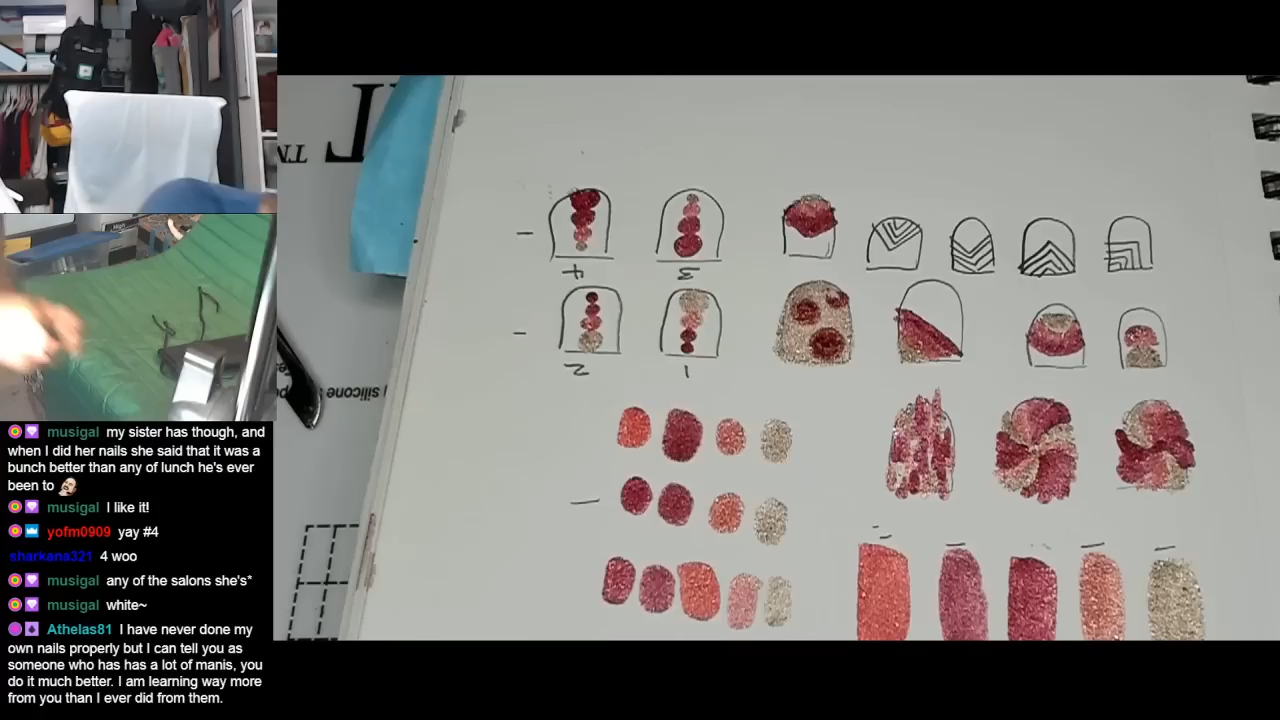 musigal my sister has though, and
when I did her nails she said that it was a
bunch better than any of lunch he's ever
been to
musigal I like it!
yofm0909 yay #4
sharkana321 4 woo
musigal any of the salons she's*
musigal white~
Athelas81 I have never done my
own nails properly but I can tell you as
someone who has has a lot of manis, you
do it much better. I am learning way more
from you than I ever did from them.
4 3
2 1
silicone